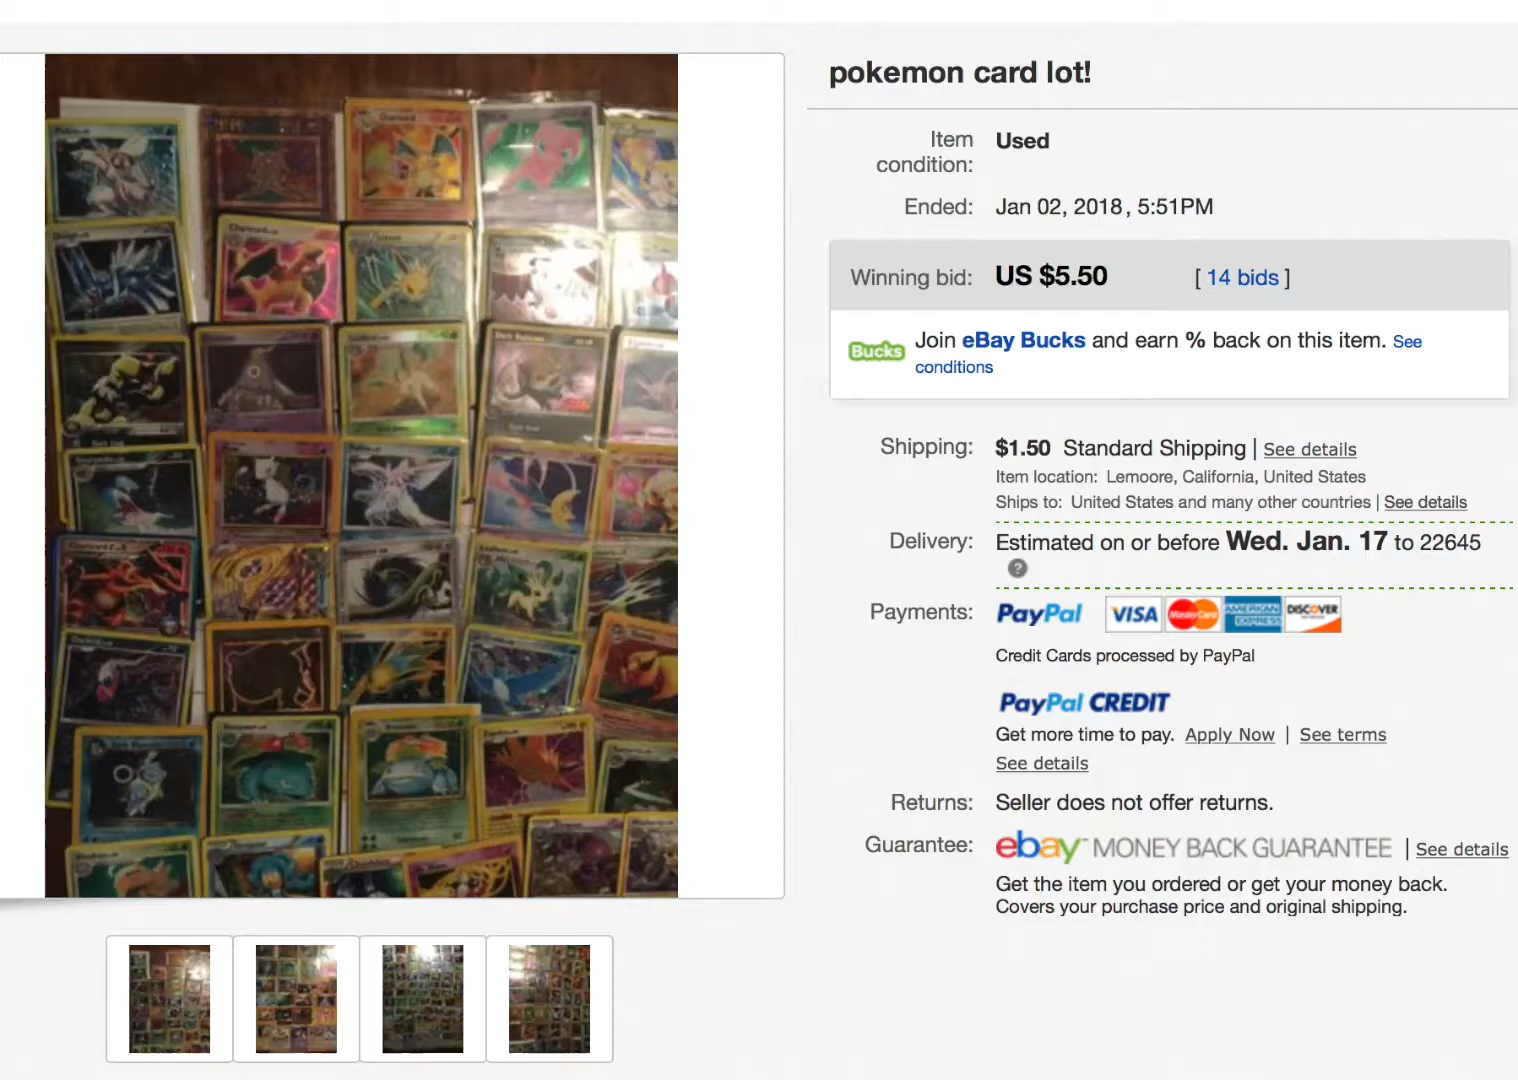 pokemon card lot!
Item
condition:
Used
Ended:
Jan 02, 2018, 5:51PM
Winning bid:
US $5.50
[ 14 bids ]
Bucks
Join eBay Bucks and earn % back on this item. See
conditions
Shipping:
$1.50 Standard Shipping | See details
Item location: Lemoore, California, United States
Ships to: United States and many other countries | See details
Delivery:
Estimated on or before Wed. Jan. 17 to 22645
?
Payments:
PayPal VISA MasterCard AMERICAN EXPRESS DISCOVER
Credit Cards processed by PayPal
PayPal CREDIT
Get more time to pay. Apply Now | See terms
See details
Returns:
Seller does not offer returns.
Guarantee:
ebay™ MONEY BACK GUARANTEE | See details
Get the item you ordered or get your money back.
Covers your purchase price and original shipping.